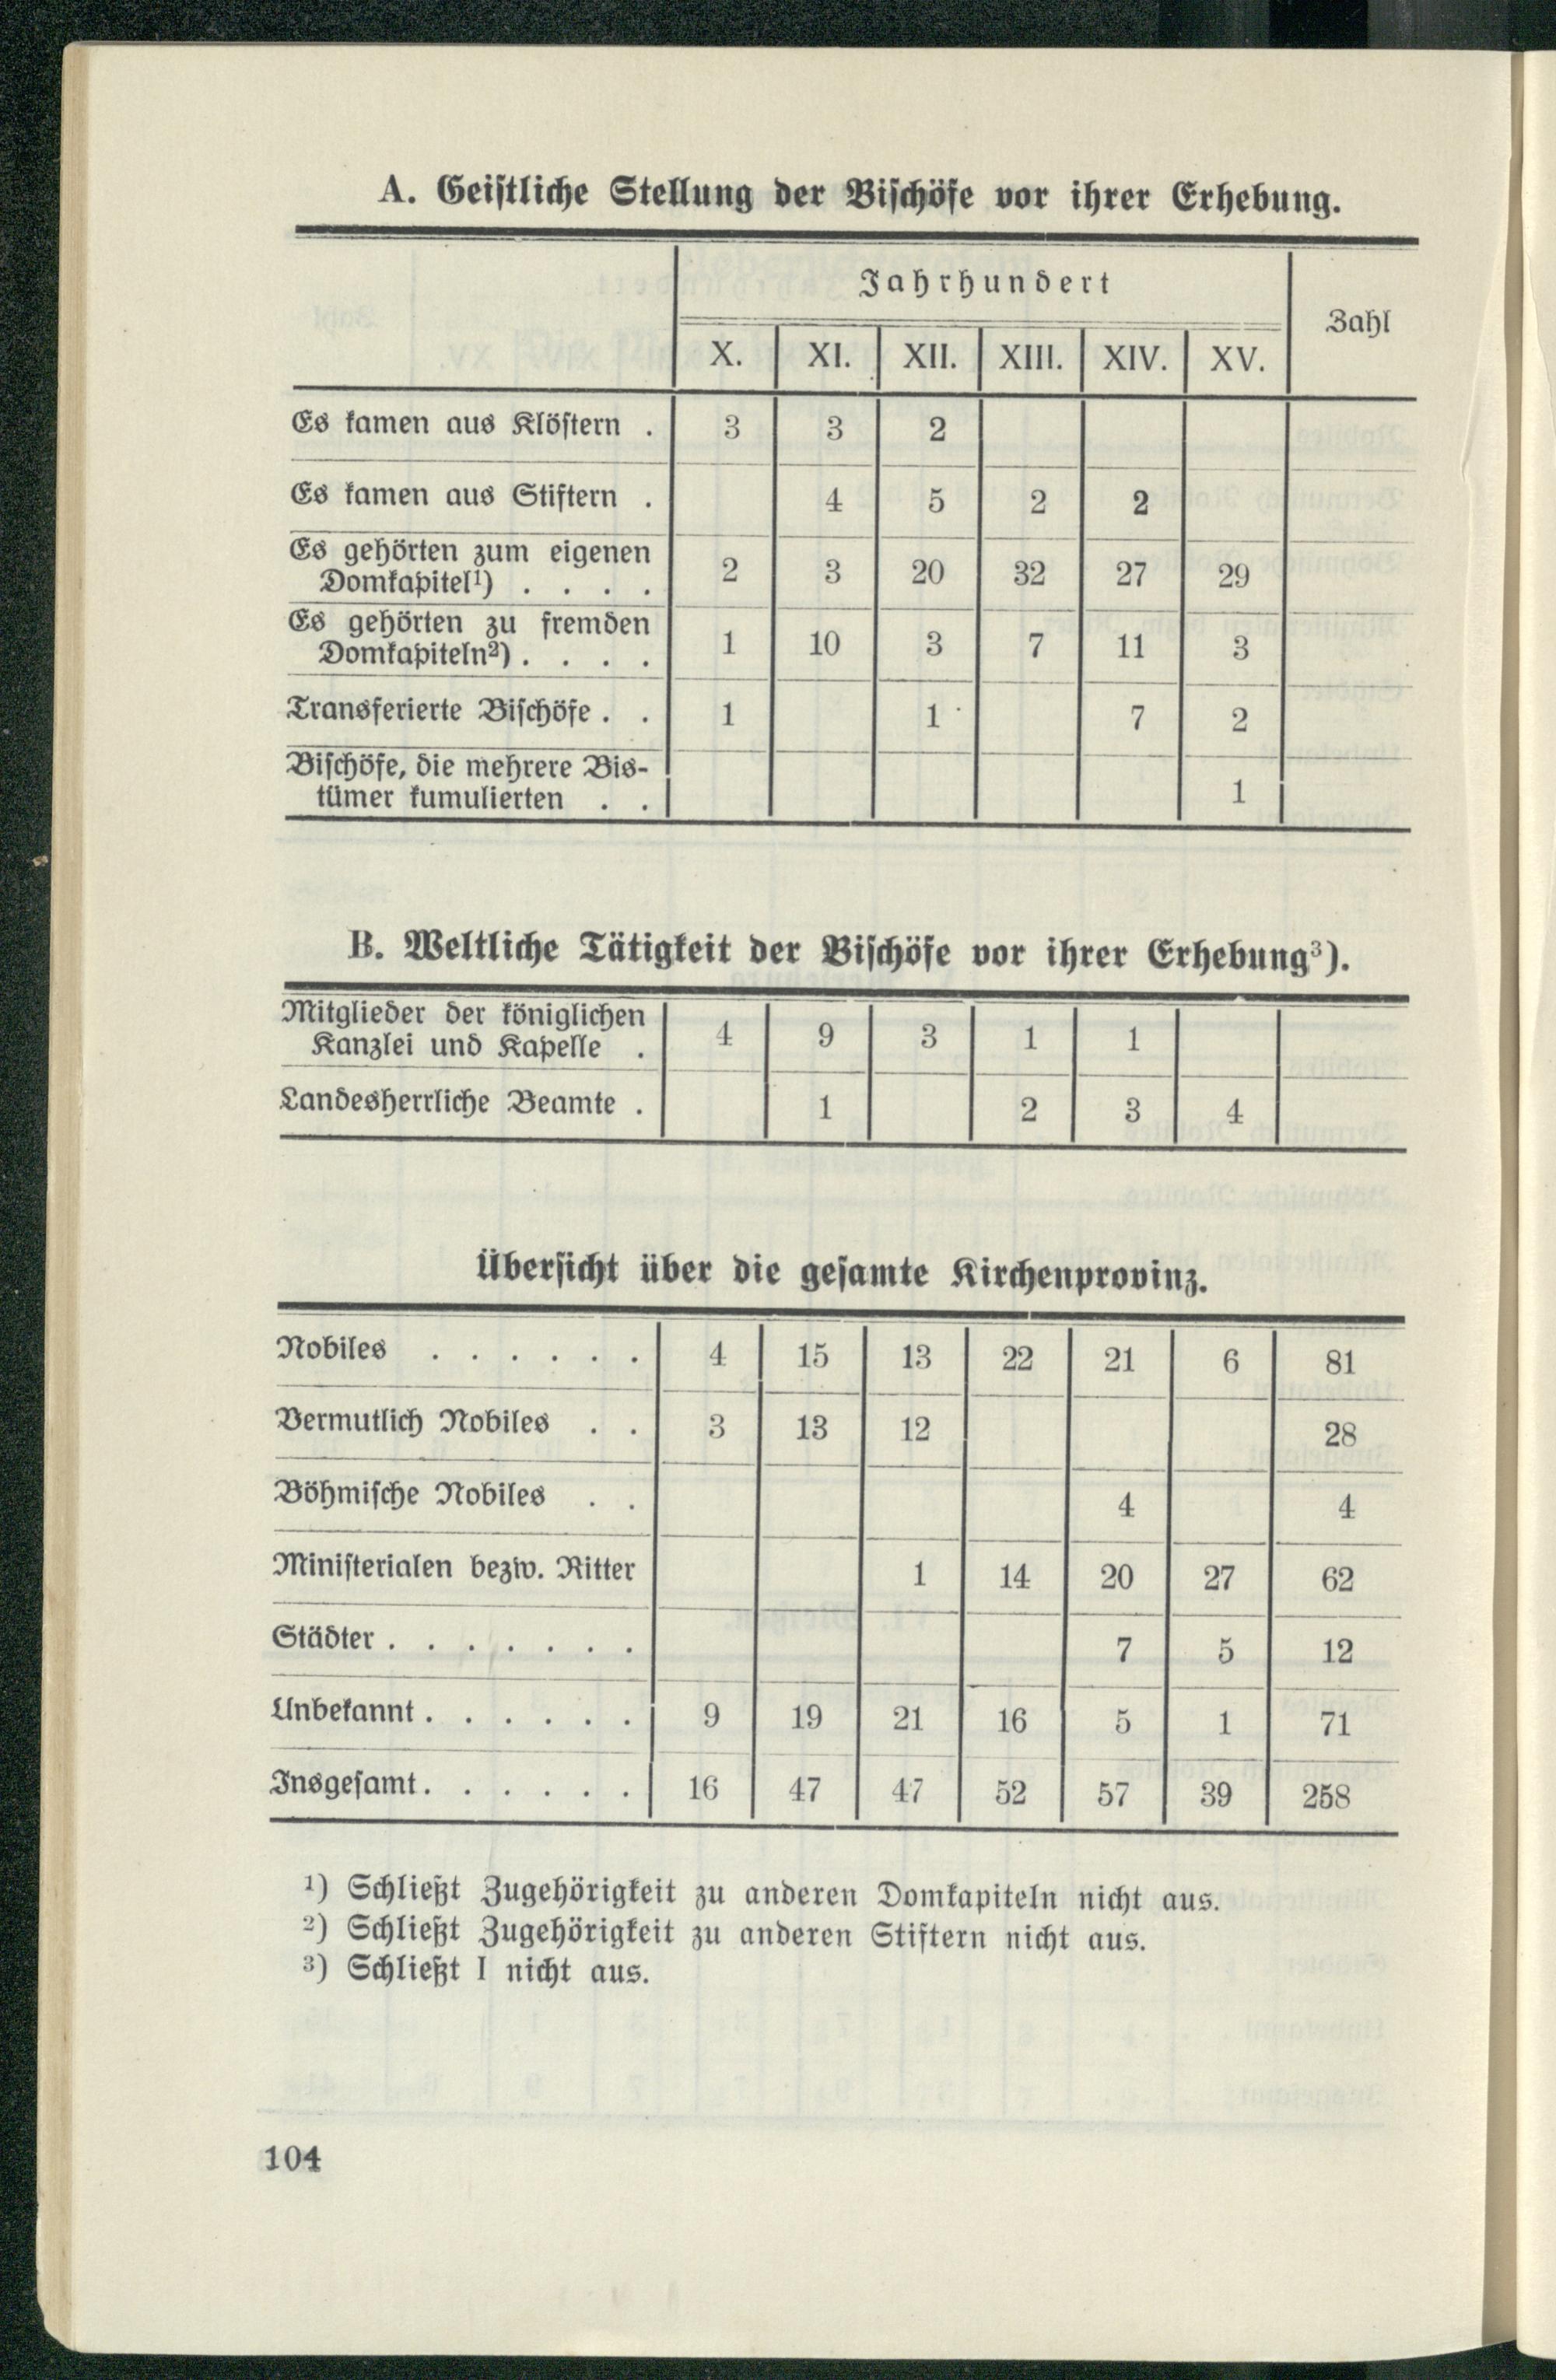 A. Geistliche Stellung der Bischöfe vor ihrer Erhebung.
Jahrhundert Zahl
X. XI. XII. XIII. XIV. XV.
Es kamen aus Klöstern . 3 3 2
Es kamen aus Stiftern . 4 5 2 2
Es gehörten zum eigenen
Domkapitel¹) . . . . 2 3 20 32 27 29
Es gehörten zu fremden
Domkapiteln²) . . . . 1 10 3 7 11 3
Transferierte Bischöfe . . 1 1 7 2
Bischöfe, die mehrere Bis-
tümer kumulierten . . 1
B. Weltliche Tätigkeit der Bischöfe vor ihrer Erhebung³).
Mitglieder der königlichen
Kanzlei und Kapelle . 4 9 3 1 1
Landesherrliche Beamte . 1 2 3 4
Übersicht über die gesamte Kirchenprovinz.
Nobiles . . . . . . 4 15 13 22 21 6 81
Vermutlich Nobiles . . 3 13 12 28
Böhmische Nobiles . . 4 4
Ministerialen bezw. Ritter 1 14 20 27 62
Städter . . . . . . . 7 5 12
Unbekannt . . . . . . 9 19 21 16 5 1 71
Insgesamt . . . . . . 16 47 47 52 57 39 258
¹) Schließt Zugehörigkeit zu anderen Domkapiteln nicht aus.
²) Schließt Zugehörigkeit zu anderen Stiftern nicht aus.
³) Schließt I nicht aus.
104